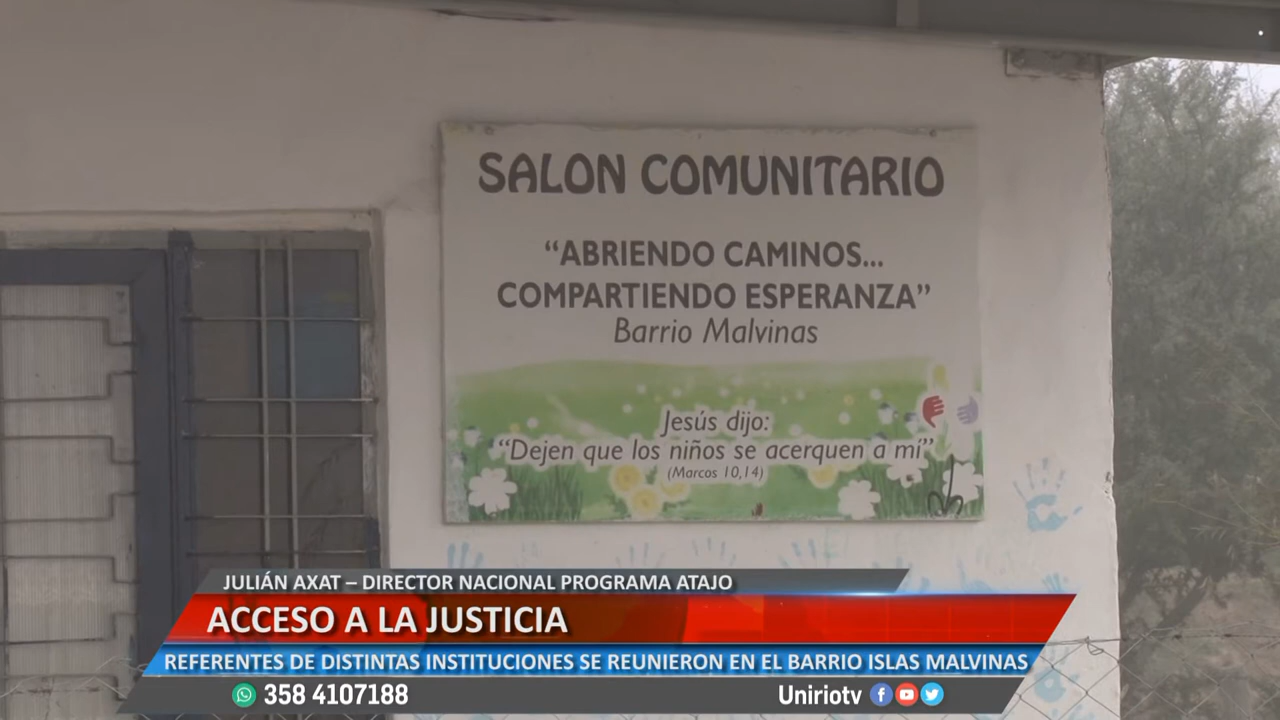 SALON COMUNITARIO
“ABRIENDO CAMINOS...
COMPARTIENDO ESPERANZA”
Barrio Malvinas
Jesús dijo:
“Dejen que los niños se acerquen a mí”
(Marcos 10,14)
JULIÁN AXAT – DIRECTOR NACIONAL PROGRAMA ATAJO
ACCESO A LA JUSTICIA
REFERENTES DE DISTINTAS INSTITUCIONES SE REUNIERON EN EL BARRIO ISLAS MALVINAS
358 4107188 Uniriotv